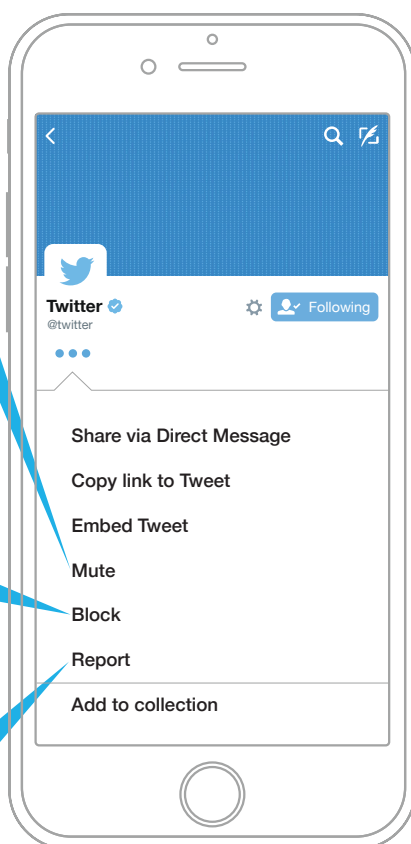 Twitter
@twitter
Following
Share via Direct Message
Copy link to Tweet
Embed Tweet
Mute
Block
Report
Add to collection